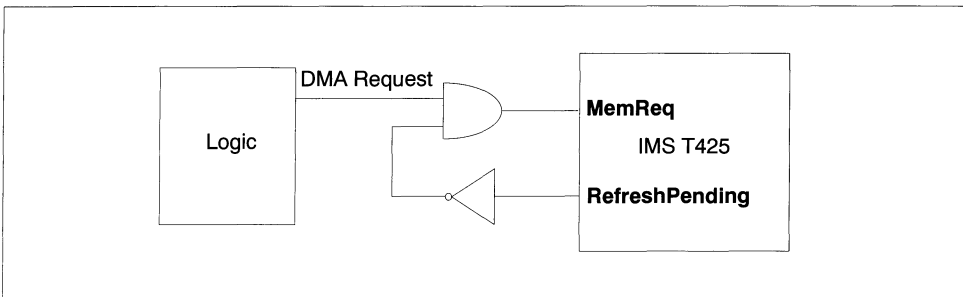 DMA Request
MemReq
Logic
IMS T425
RefreshPending